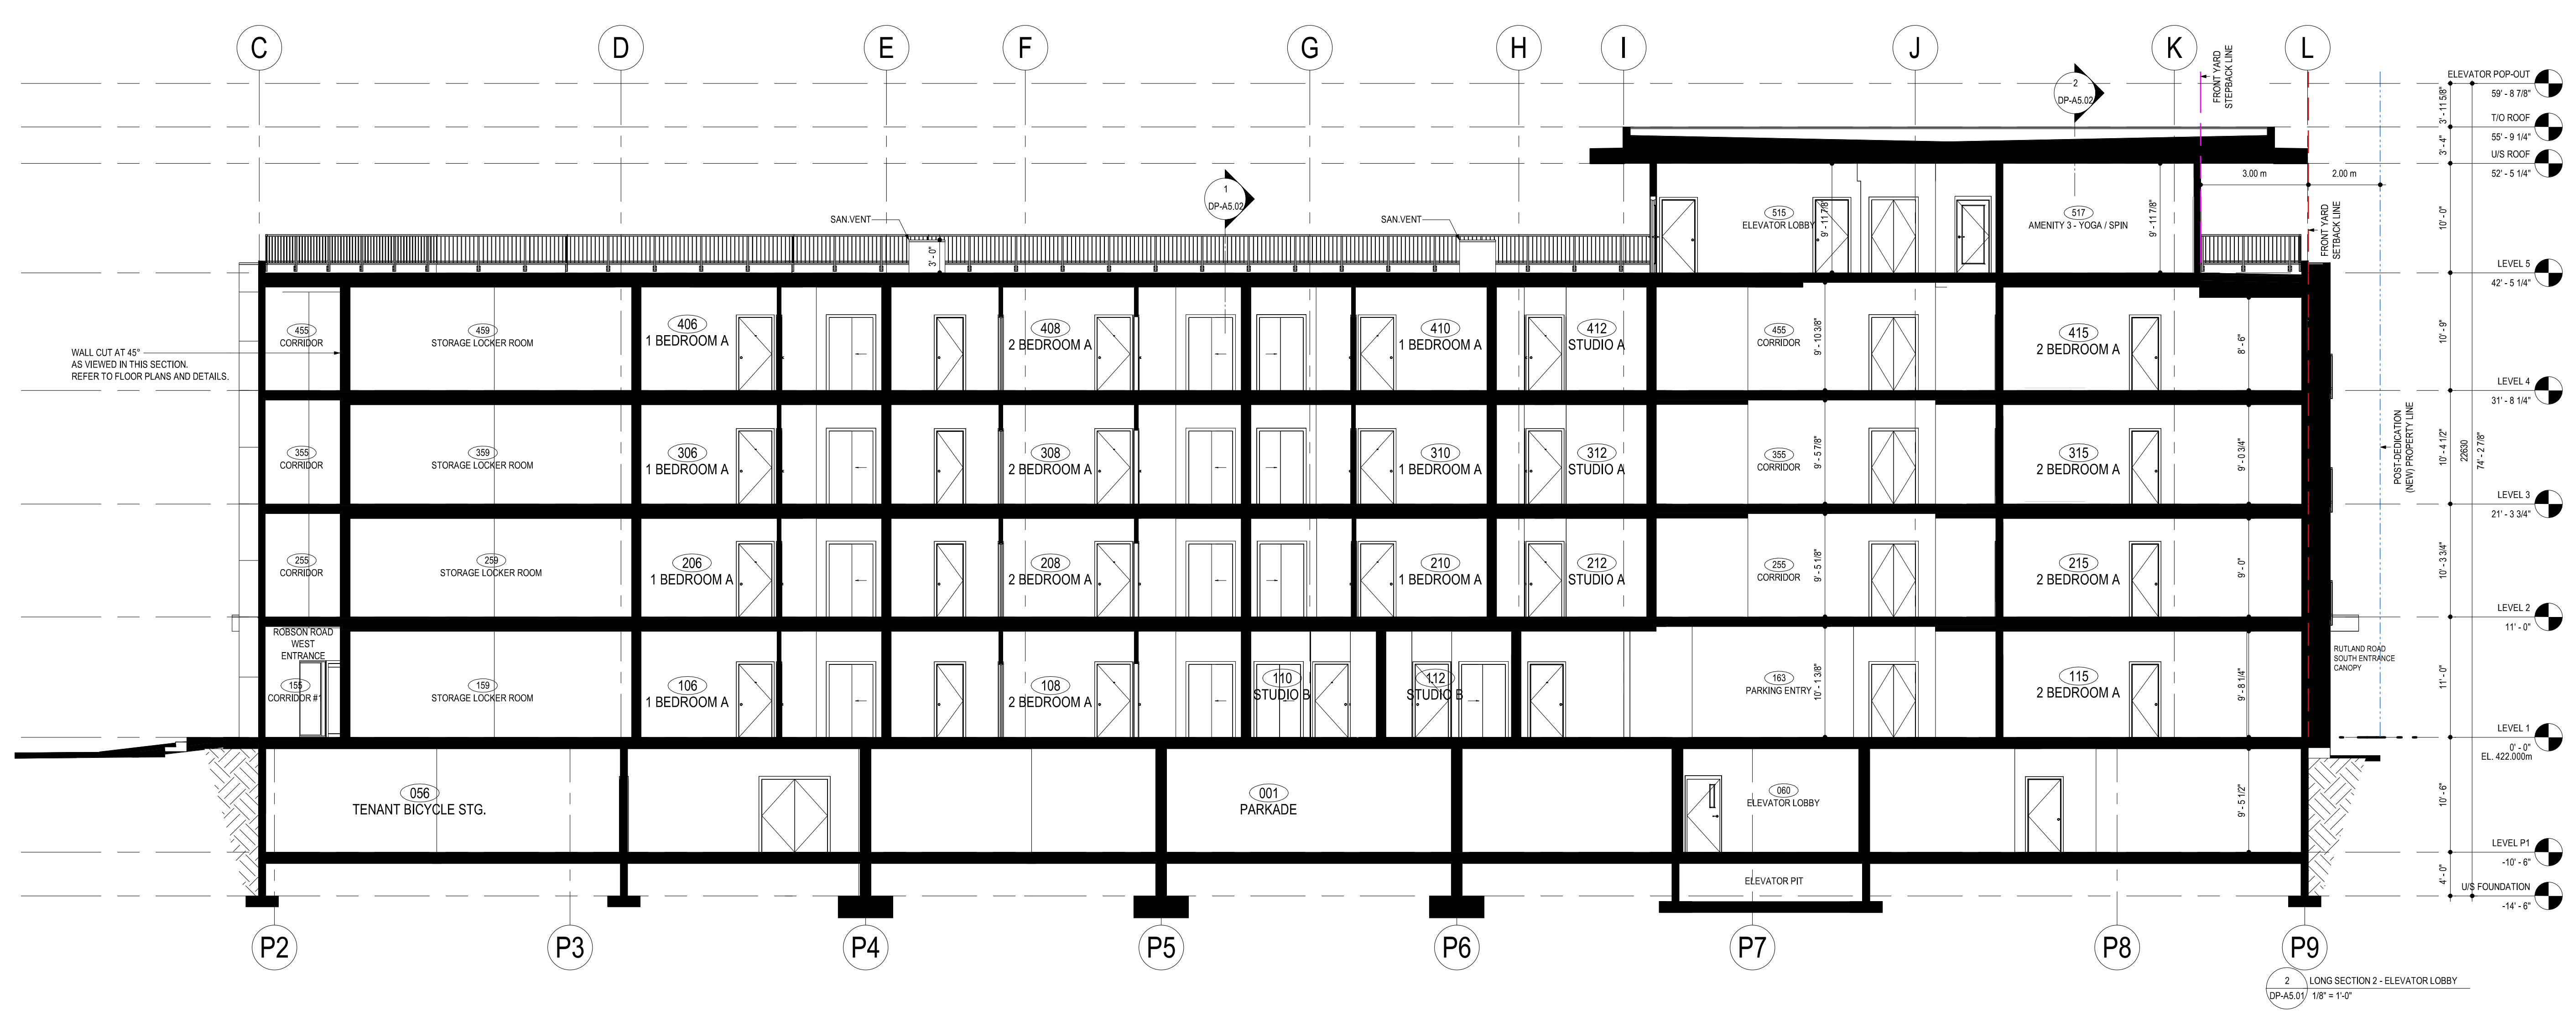 C D E F G H I J K L
ELEVATOR POP-OUT
59' - 8 7/8"
3' - 11 5/8"
T/O ROOF
55' - 9 1/4"
3' - 4"
U/S ROOF
52' - 5 1/4"
FRONT YARD
STEPBACK LINE
2
DP-A5.02
1
DP-A5.02
3.00 m
2.00 m
10' - 0"
FRONT YARD
SETBACK LINE
SAN.VENT
SAN.VENT
3' - 0"
515
ELEVATOR LOBBY
9' - 11 7/8"
517
AMENITY 3 - YOGA / SPIN
9' - 11 7/8"
LEVEL 5
42' - 5 1/4"
WALL CUT AT 45°
AS VIEWED IN THIS SECTION.
REFER TO FLOOR PLANS AND DETAILS.
455
CORRIDOR
459
STORAGE LOCKER ROOM
406
1 BEDROOM A
408
2 BEDROOM A
410
1 BEDROOM A
412
STUDIO A
455
CORRIDOR
9' - 10 3/8"
415
2 BEDROOM A
8' - 6"
10' - 9"
LEVEL 4
31' - 8 1/4"
355
CORRIDOR
359
STORAGE LOCKER ROOM
306
1 BEDROOM A
308
2 BEDROOM A
310
1 BEDROOM A
312
STUDIO A
355
CORRIDOR
9' - 5 7/8"
315
2 BEDROOM A
9' - 0 3/4"
POST-DEDICATION
(NEW) PROPERTY LINE
10' - 4 1/2"
22630
74' - 2 7/8"
LEVEL 3
21' - 3 3/4"
255
CORRIDOR
259
STORAGE LOCKER ROOM
206
1 BEDROOM A
208
2 BEDROOM A
210
1 BEDROOM A
212
STUDIO A
255
CORRIDOR
9' - 5 1/8"
215
2 BEDROOM A
9' - 0"
10' - 3 3/4"
LEVEL 2
11' - 0"
ROBSON ROAD
WEST
ENTRANCE
155
CORRIDOR #1
159
STORAGE LOCKER ROOM
106
1 BEDROOM A
108
2 BEDROOM A
110
STUDIO B
112
STUDIO B
163
PARKING ENTRY
10' - 1 3/8"
115
2 BEDROOM A
9' - 8 1/4"
RUTLAND ROAD
SOUTH ENTRANCE
CANOPY
11' - 0"
LEVEL 1
0' - 0"
EL. 422.000m
056
TENANT BICYCLE STG.
001
PARKADE
060
ELEVATOR LOBBY
9' - 5 1/2"
10' - 6"
LEVEL P1
-10' - 6"
ELEVATOR PIT
4' - 0"
U/S FOUNDATION
-14' - 6"
P2 P3 P4 P5 P6 P7 P8 P9
2
DP-A5.01
LONG SECTION 2 - ELEVATOR LOBBY
1/8" = 1'-0"